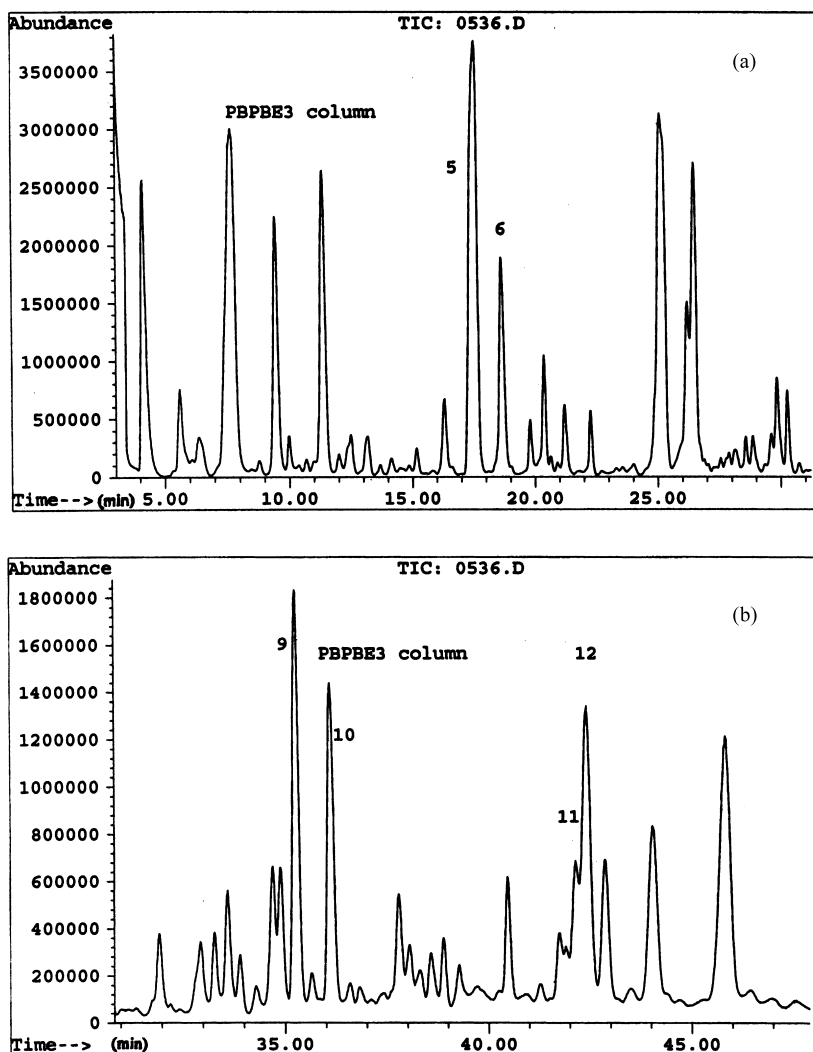 Abundance TIC: 0536.D
(a)
3500000
PBPBE3 column
3000000
5
2500000
6
2000000
1500000
1000000
500000
0
Time--> (min) 5.00 10.00 15.00 20.00 25.00
Abundance TIC: 0536.D
(b)
1800000
9 PBPBE3 column 12
1600000
1400000
10
1200000
1000000
11
800000
600000
400000
200000
0
Time--> (min) 35.00 40.00 45.00